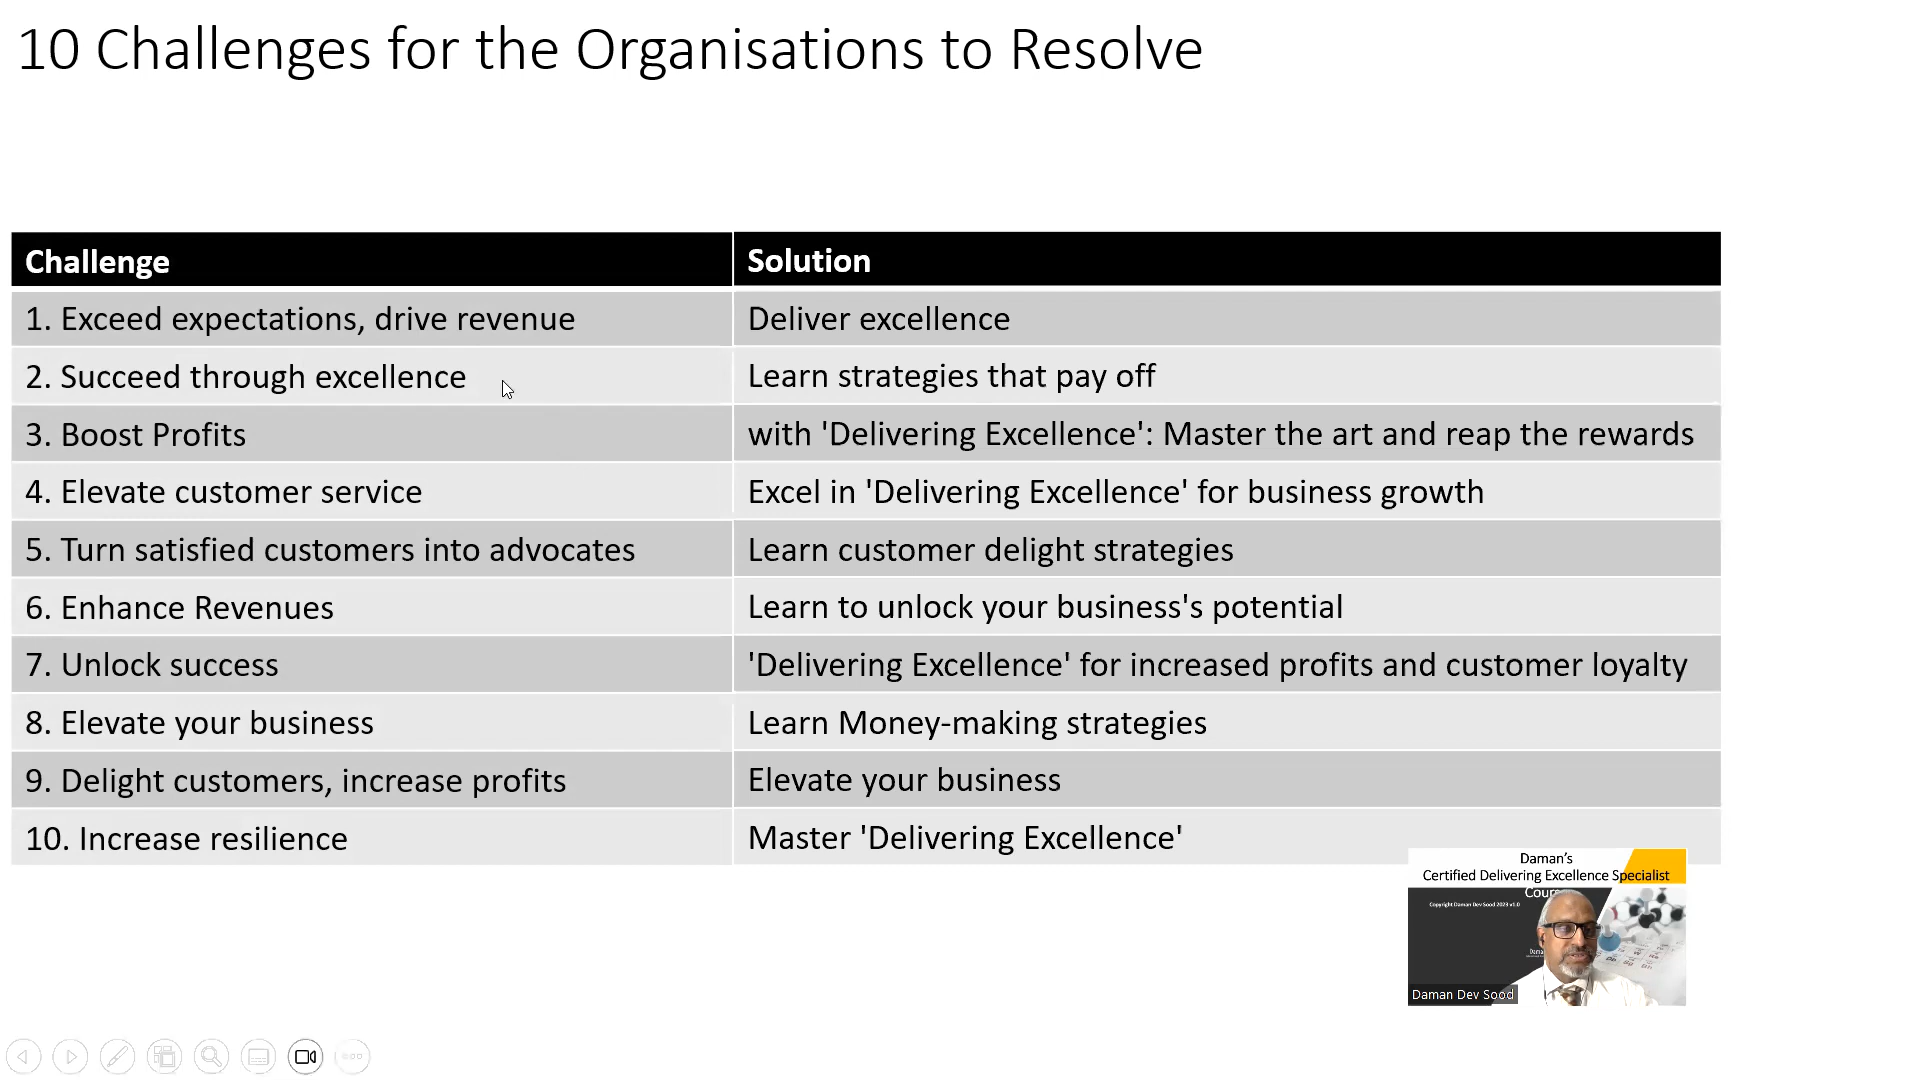 10 Challenges for the Organisations to Resolve
Challenge
Solution
1. Exceed expectations, drive revenue
Deliver excellence
2. Succeed through excellence
Learn strategies that pay off
3. Boost Profits
with 'Delivering Excellence': Master the art and reap the rewards
4. Elevate customer service
Excel in 'Delivering Excellence' for business growth
5. Turn satisfied customers into advocates
Learn customer delight strategies
6. Enhance Revenues
Learn to unlock your business's potential
7. Unlock success
'Delivering Excellence' for increased profits and customer loyalty
8. Elevate your business
Learn Money-making strategies
9. Delight customers, increase profits
Elevate your business
10. Increase resilience
Master 'Delivering Excellence'
Daman's
Certified Delivering Excellence Specialist
Copyright Daman Dev Sood 2023 v1.0
Daman Dev Sood